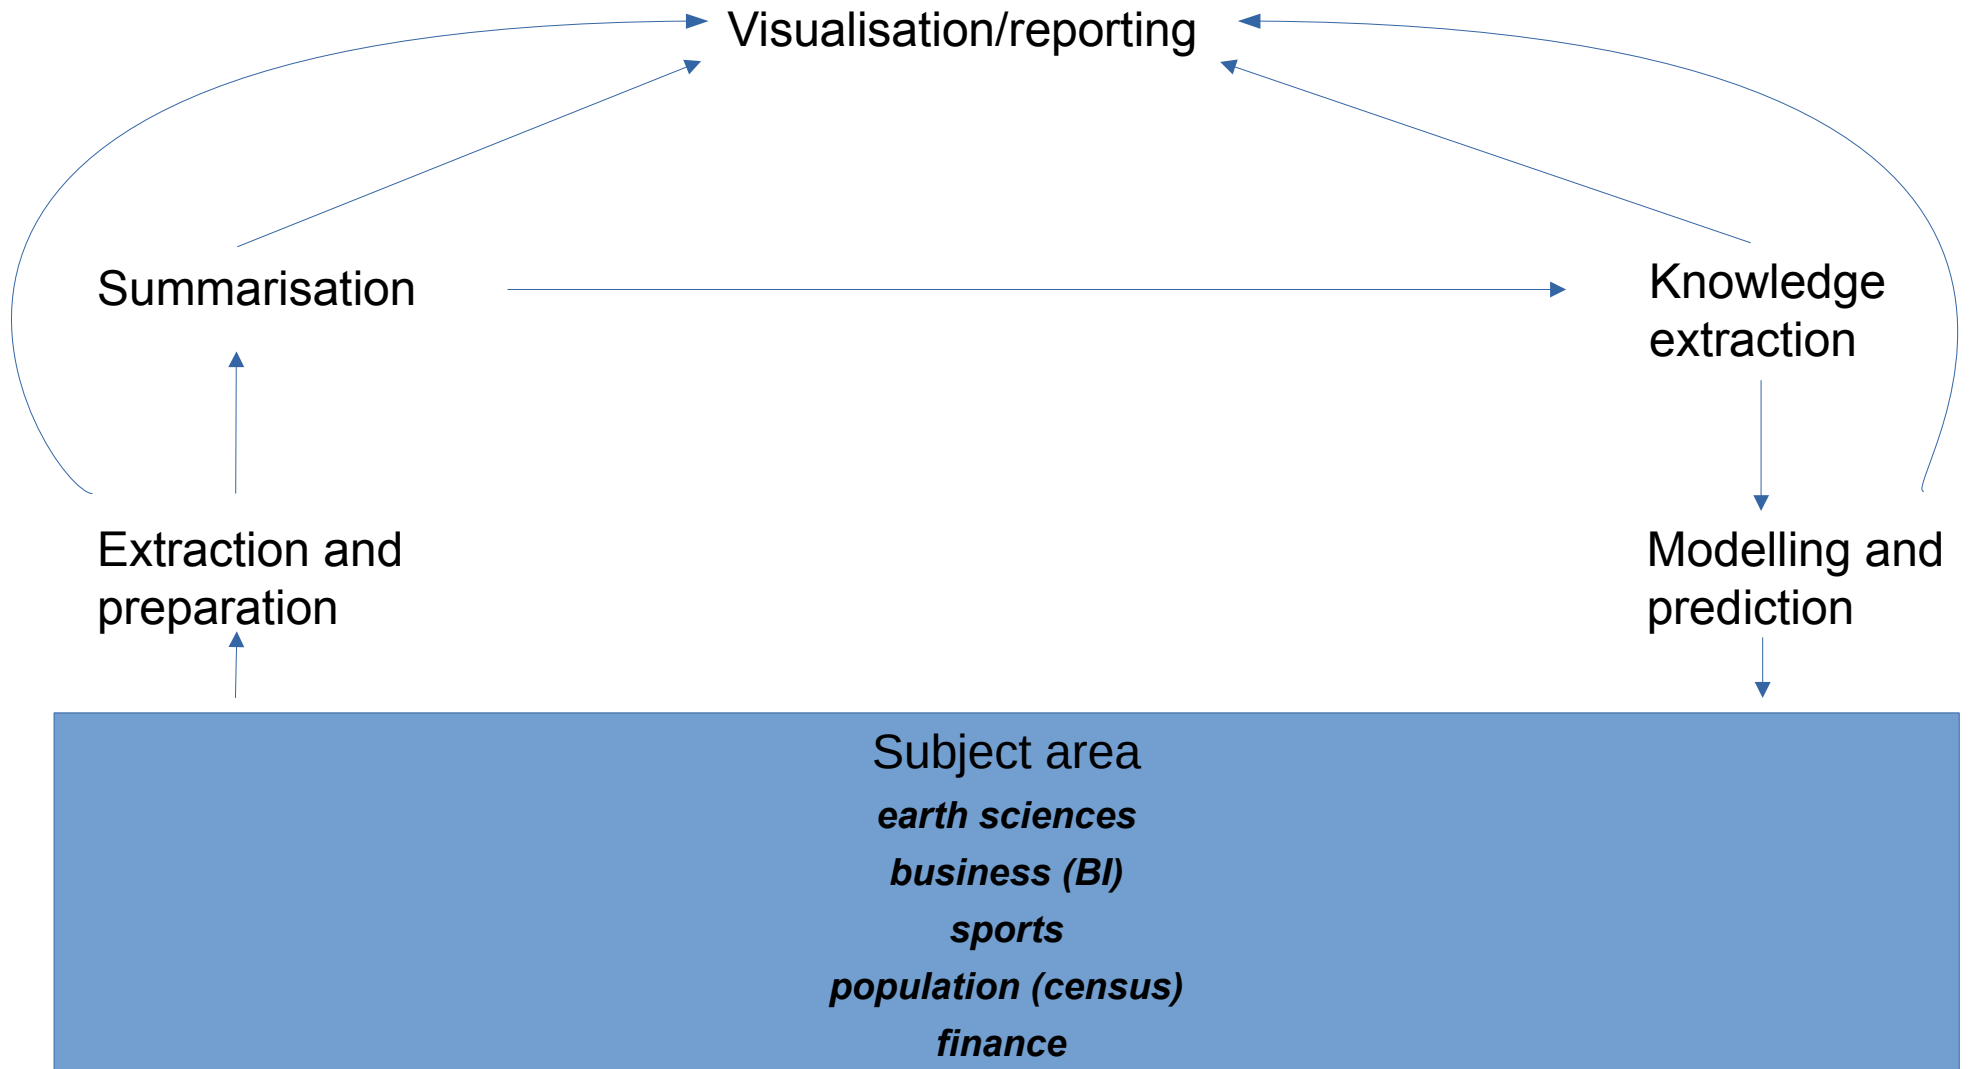 Visualisation/reporting
Summarisation
Knowledge
extraction
Extraction and
preparation
Modelling and
prediction
Subject area
earth sciences
business (BI)
sports
population (census)
finance